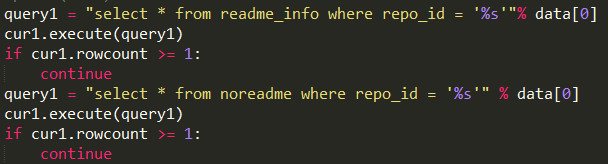 query1 = "select * from readme_info where repo_id = '%s'"% data[0]
cur1.execute(query1)
if cur1.rowcount >= 1:
    continue
query1 = "select * from noreadme where repo_id = '%s'" % data[0]
cur1.execute(query1)
if cur1.rowcount >= 1:
    continue